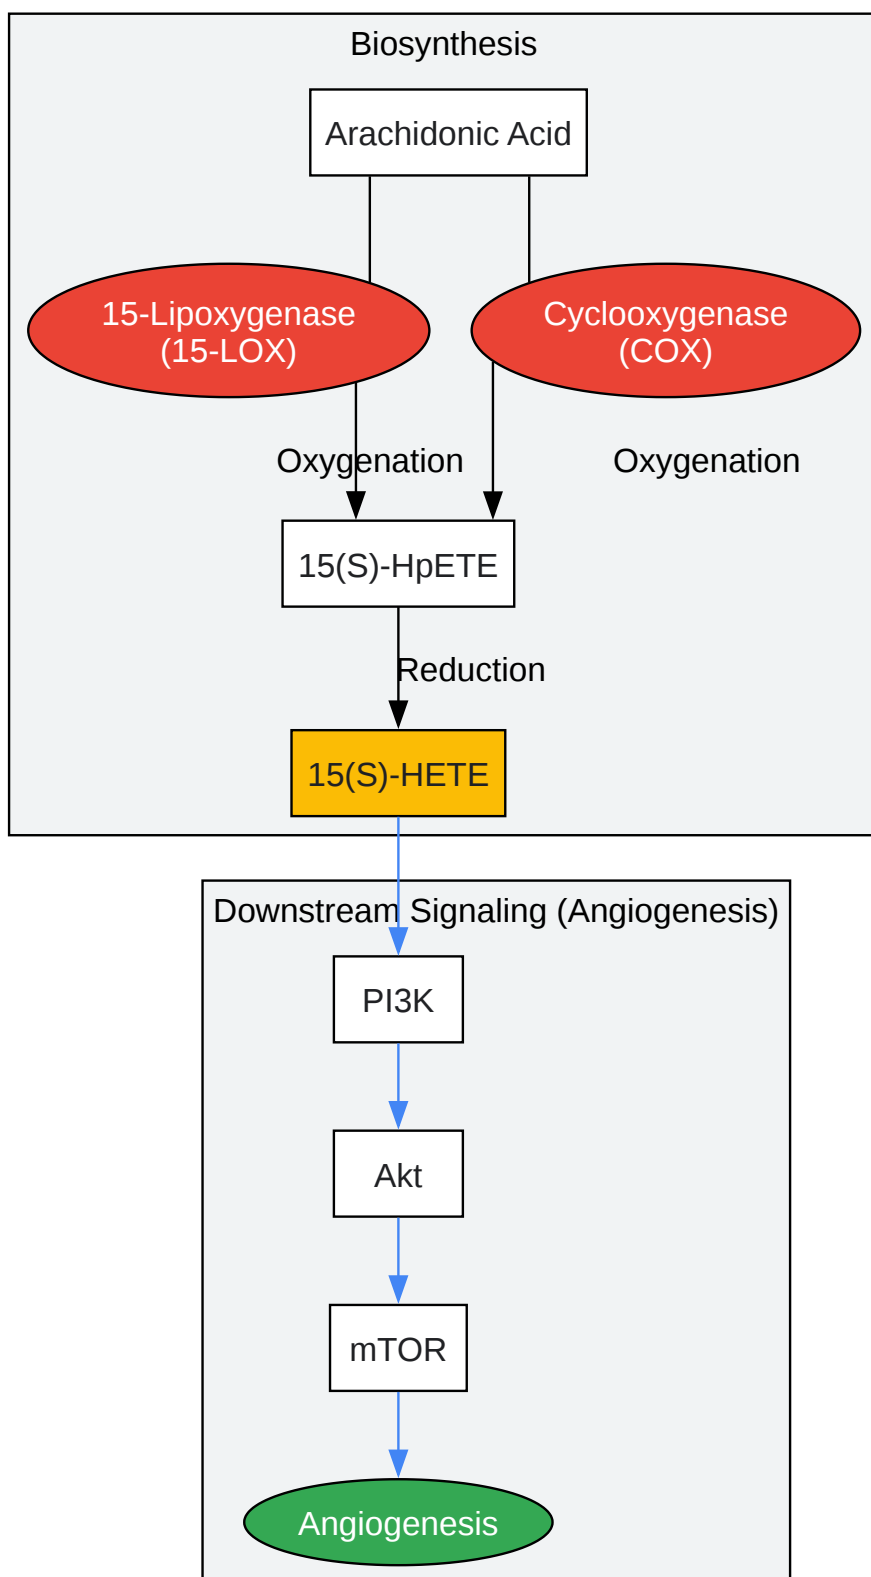 Biosynthesis
Arachidonic Acid
15-Lipoxygenase
(15-LOX)
Cyclooxygenase
(COX)
Oxygenation
Oxygenation
15(S)-HpETE
Reduction
15(S)-HETE
Downstream Signaling (Angiogenesis)
PI3K
Akt
mTOR
Angiogenesis